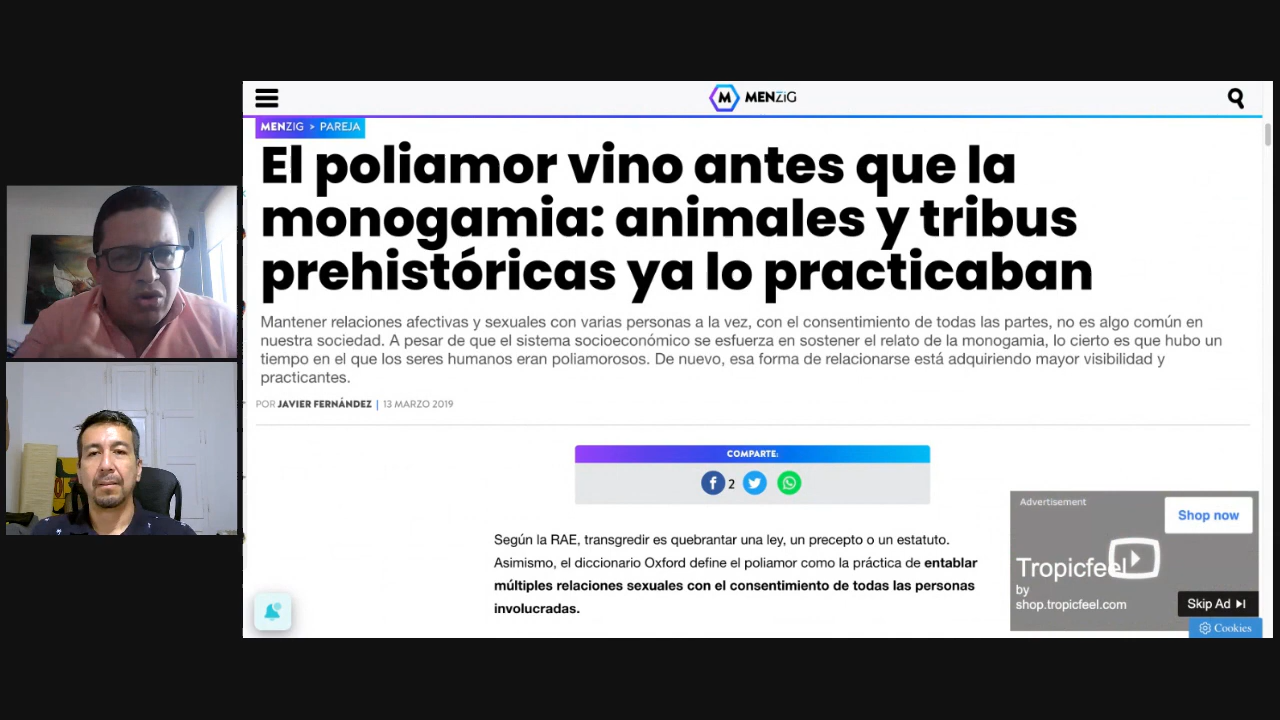 MENZiG
MENZIG > PAREJA
El poliamor vino antes que la
monogamia: animales y tribus
prehistóricas ya lo practicaban
Mantener relaciones afectivas y sexuales con varias personas a la vez, con el consentimiento de todas las partes, no es algo común en
nuestra sociedad. A pesar de que el sistema socioeconómico se esfuerza en sostener el relato de la monogamia, lo cierto es que hubo un
tiempo en el que los seres humanos eran poliamorosos. De nuevo, esa forma de relacionarse está adquiriendo mayor visibilidad y
practicantes.
POR JAVIER FERNÁNDEZ | 13 MARZO 2019
COMPARTE:
2
Según la RAE, transgredir es quebrantar una ley, un precepto o un estatuto.
Asimismo, el diccionario Oxford define el poliamor como la práctica de entablar
múltiples relaciones sexuales con el consentimiento de todas las personas
involucradas.
Advertisement
Shop now
Tropicfeel
by
shop.tropicfeel.com
Skip Ad
Cookies